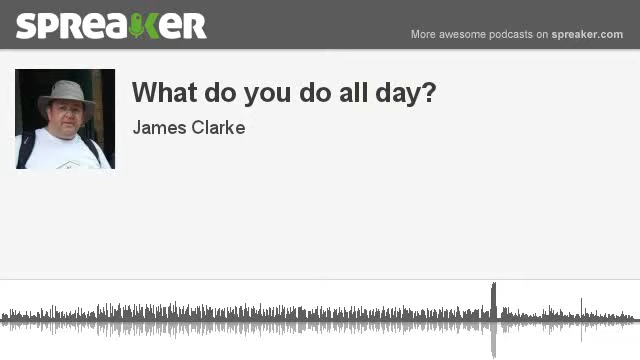 SPREAKER
More awesome podcasts on spreaker.com
What do you do all day?
James Clarke